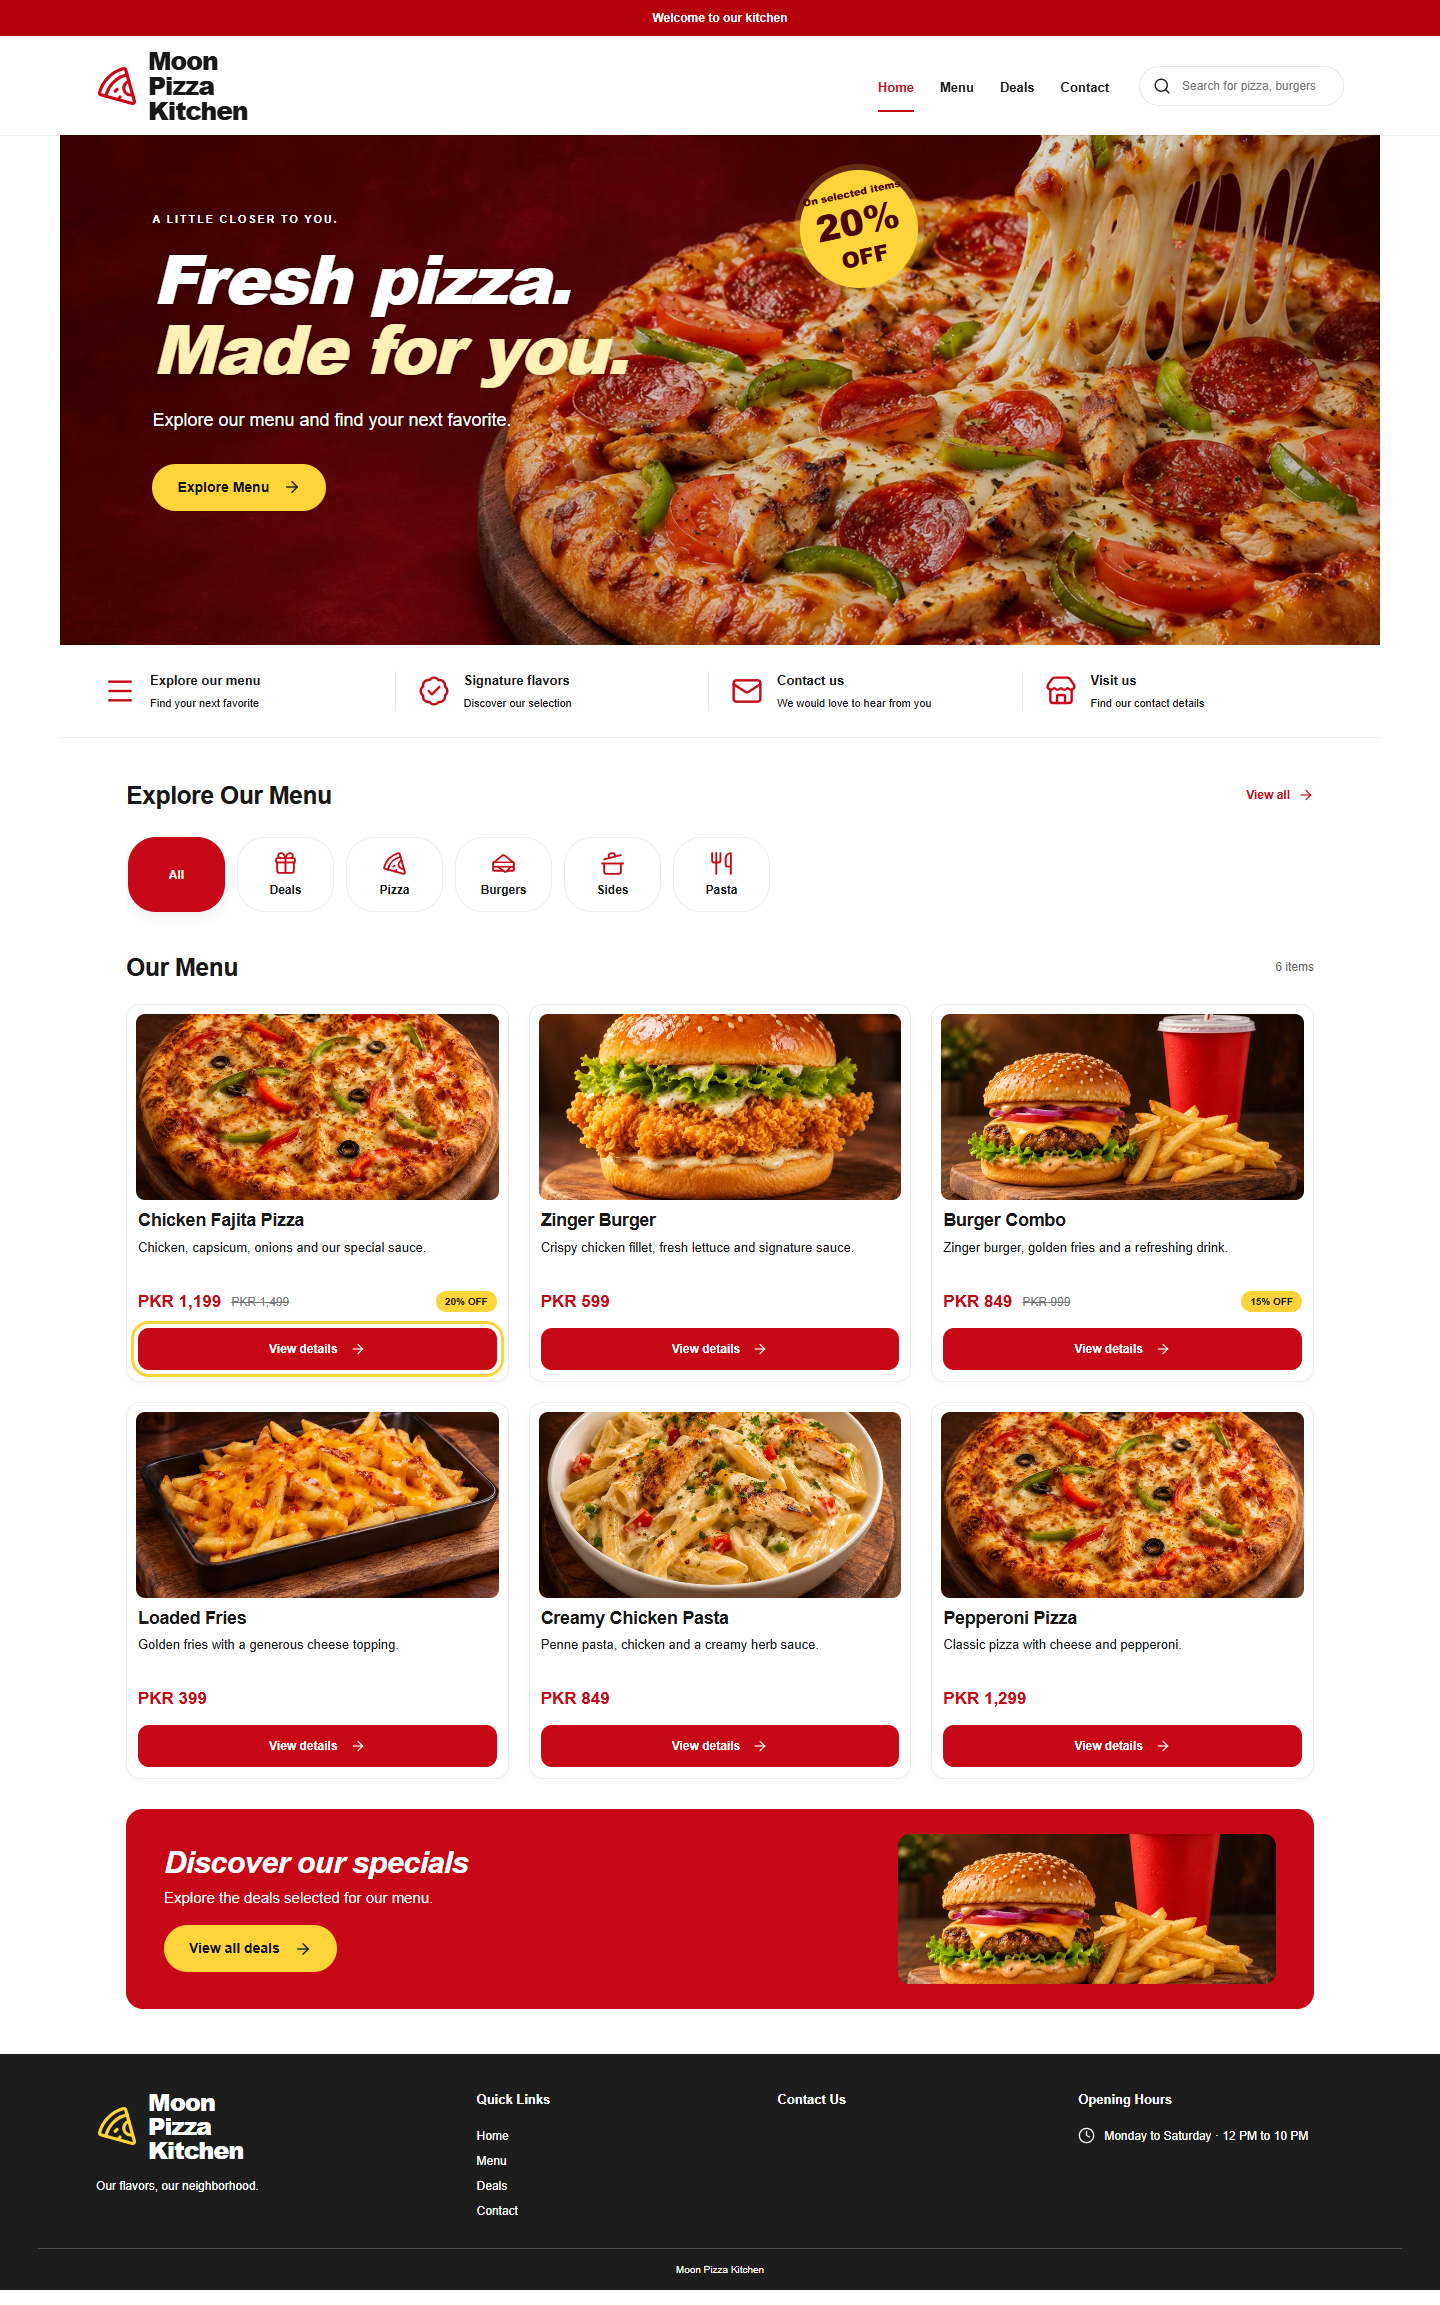 Welcome to our kitchen
Moon
Pizza
Kitchen
Home
Menu
Deals
Contact
Search for pizza, burgers
A LITTLE CLOSER TO YOU.
Fresh pizza.
Made for you.
Explore our menu and find your next favorite.
Explore Menu
On selected items
20%
OFF
Explore our menu
Find your next favorite
Signature flavors
Discover our selection
Contact us
We would love to hear from you
Visit us
Find our contact details
Explore Our Menu
View all
All
Deals
Pizza
Burgers
Sides
Pasta
Our Menu
6 items
Chicken Fajita Pizza
Chicken, capsicum, onions and our special sauce.
PKR 1,199 PKR 1,499 20% OFF
View details
Zinger Burger
Crispy chicken fillet, fresh lettuce and signature sauce.
PKR 599
View details
Burger Combo
Zinger burger, golden fries and a refreshing drink.
PKR 849 PKR 999 15% OFF
View details
Loaded Fries
Golden fries with a generous cheese topping.
PKR 399
View details
Creamy Chicken Pasta
Penne pasta, chicken and a creamy herb sauce.
PKR 849
View details
Pepperoni Pizza
Classic pizza with cheese and pepperoni.
PKR 1,299
View details
Discover our specials
Explore the deals selected for our menu.
View all deals
Moon
Pizza
Kitchen
Our flavors, our neighborhood.
Quick Links
Home
Menu
Deals
Contact
Contact Us
Opening Hours
Monday to Saturday · 12 PM to 10 PM
Moon Pizza Kitchen